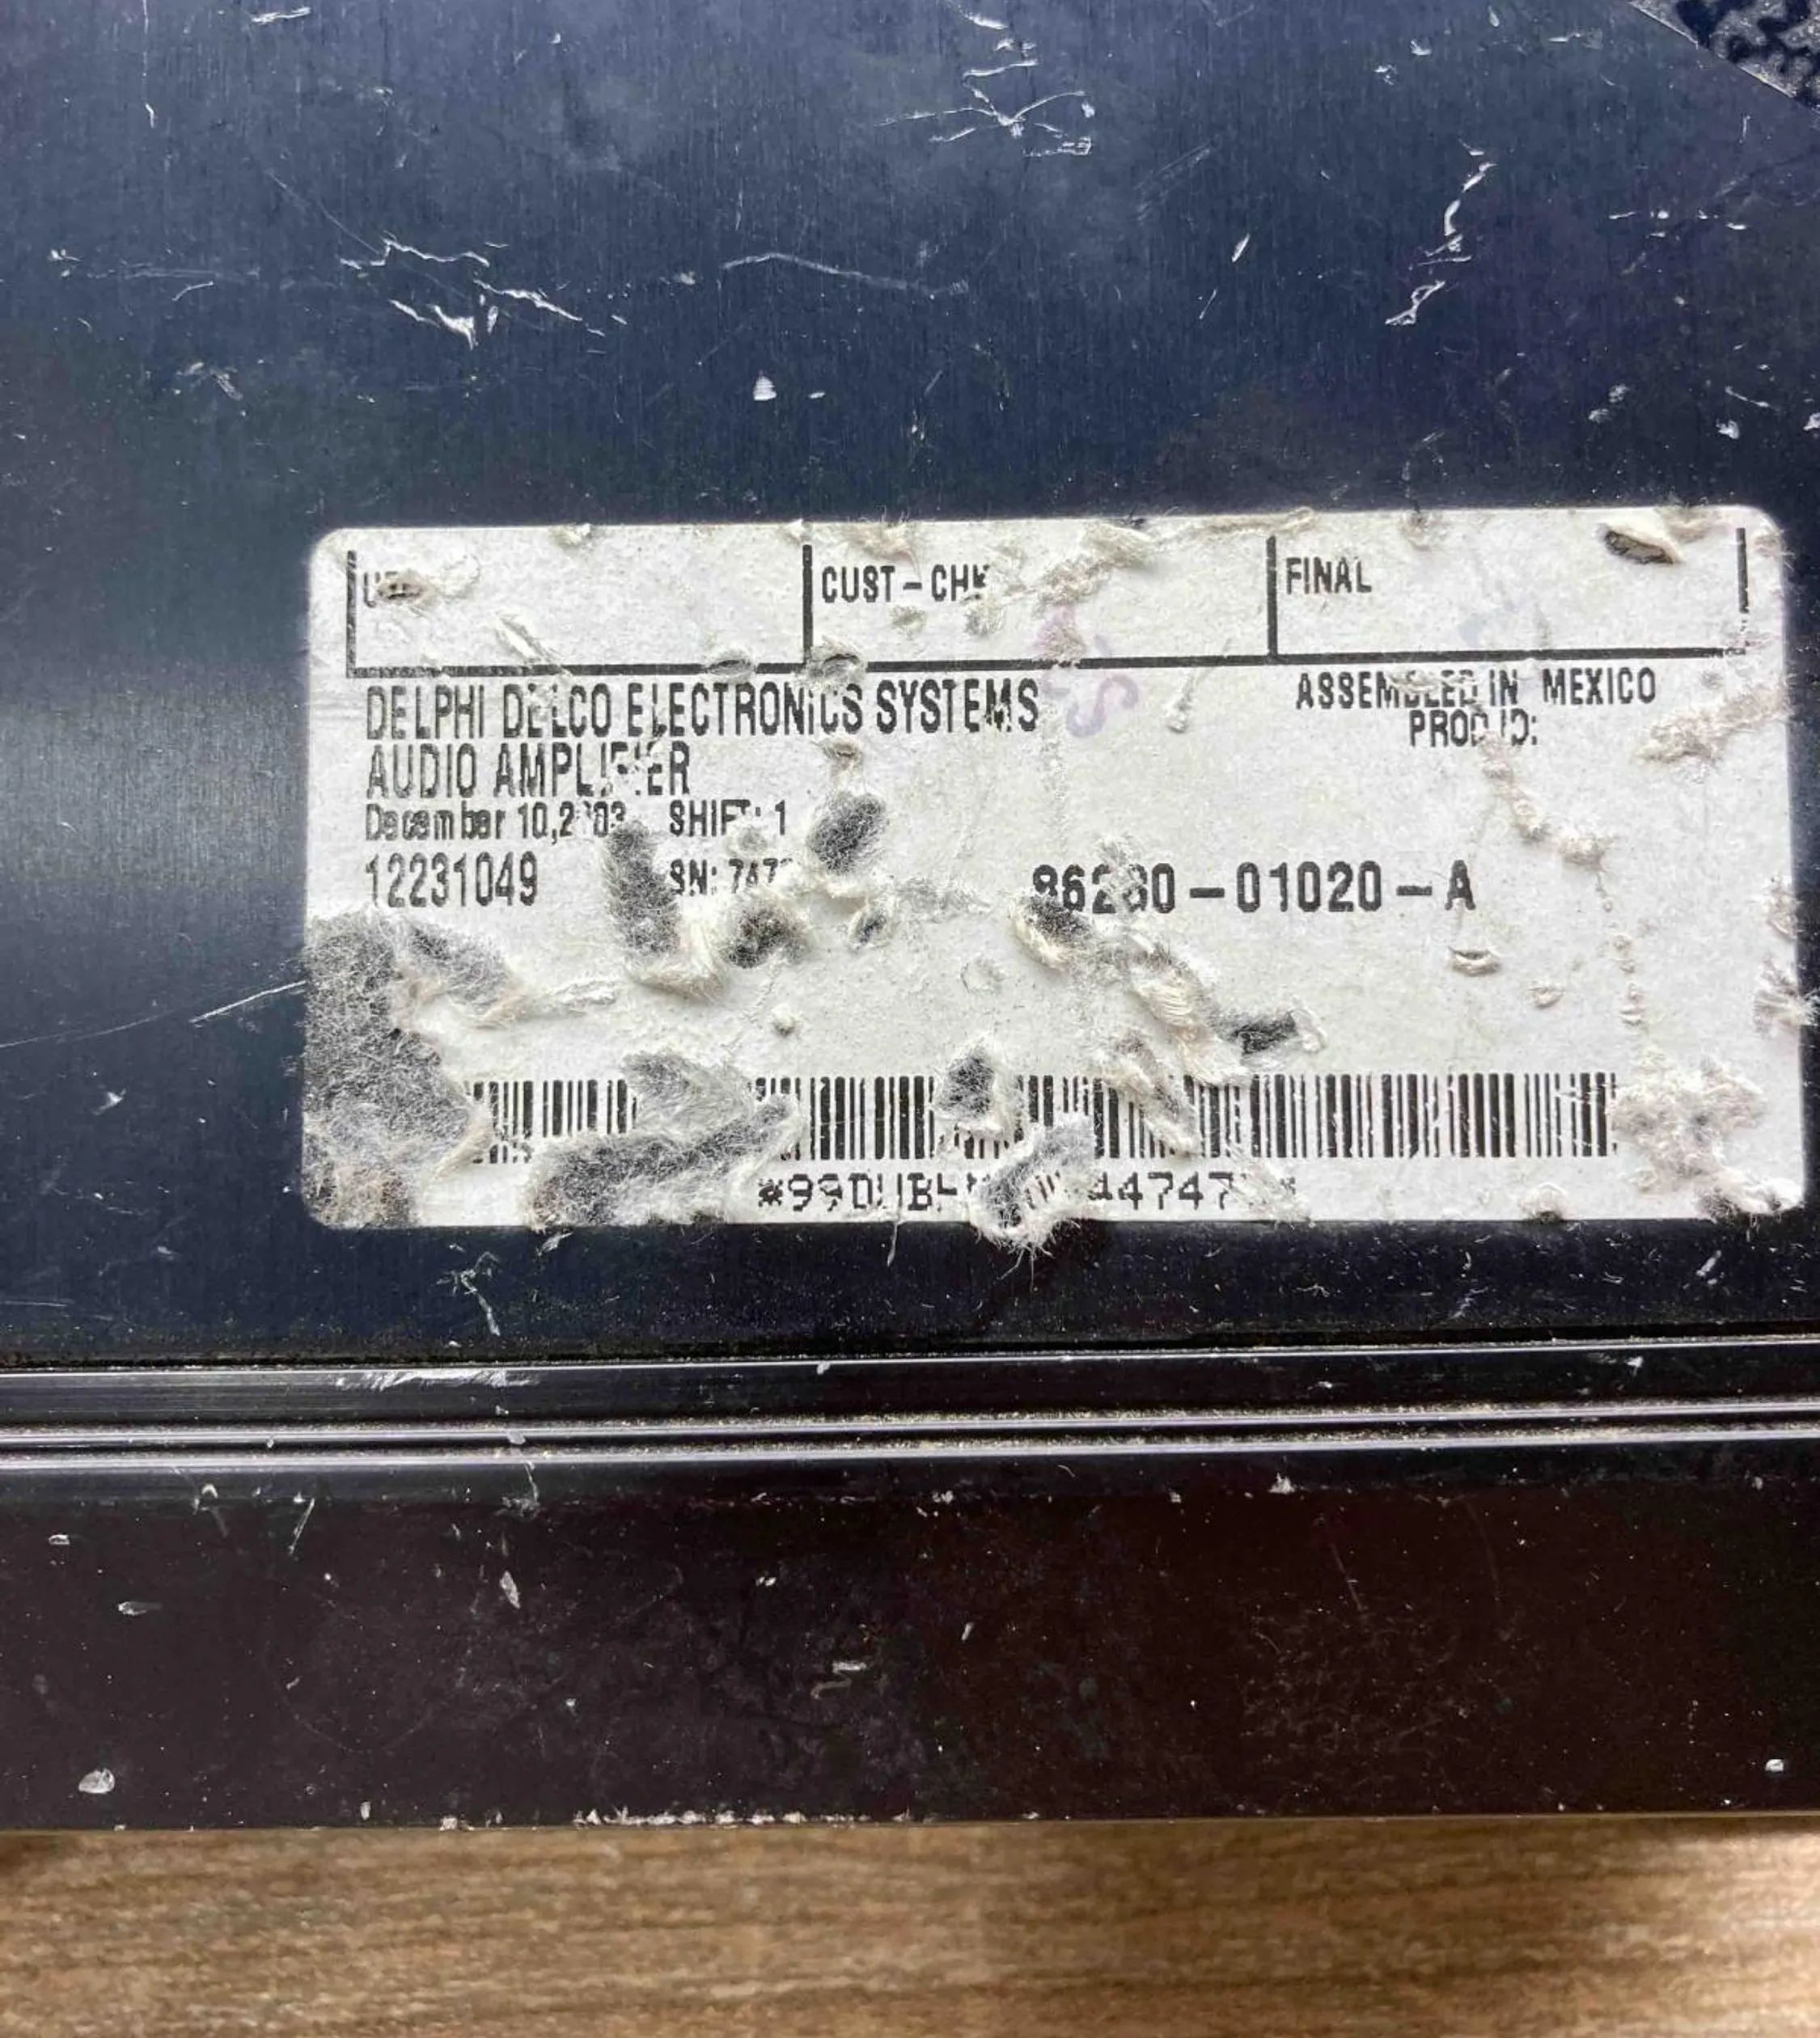 CUST-CHK
FINAL
DELPHI DELCO ELECTRONICS SYSTEMS
ASSEMBLED IN MEXICO
AUDIO AMPLIFIER
PROD ID:
December 10,2003 SHIFT: 1
12231049 SN:
86280-01020-A